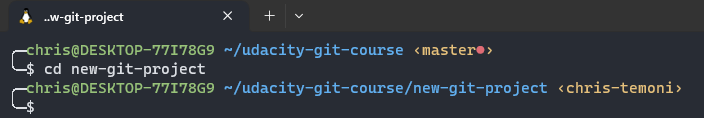 ..w-git-project
chris@DESKTOP-77I78G9 ~/udacity-git-course ‹master●›
$ cd new-git-project
chris@DESKTOP-77I78G9 ~/udacity-git-course/new-git-project ‹chris-temoni›
$